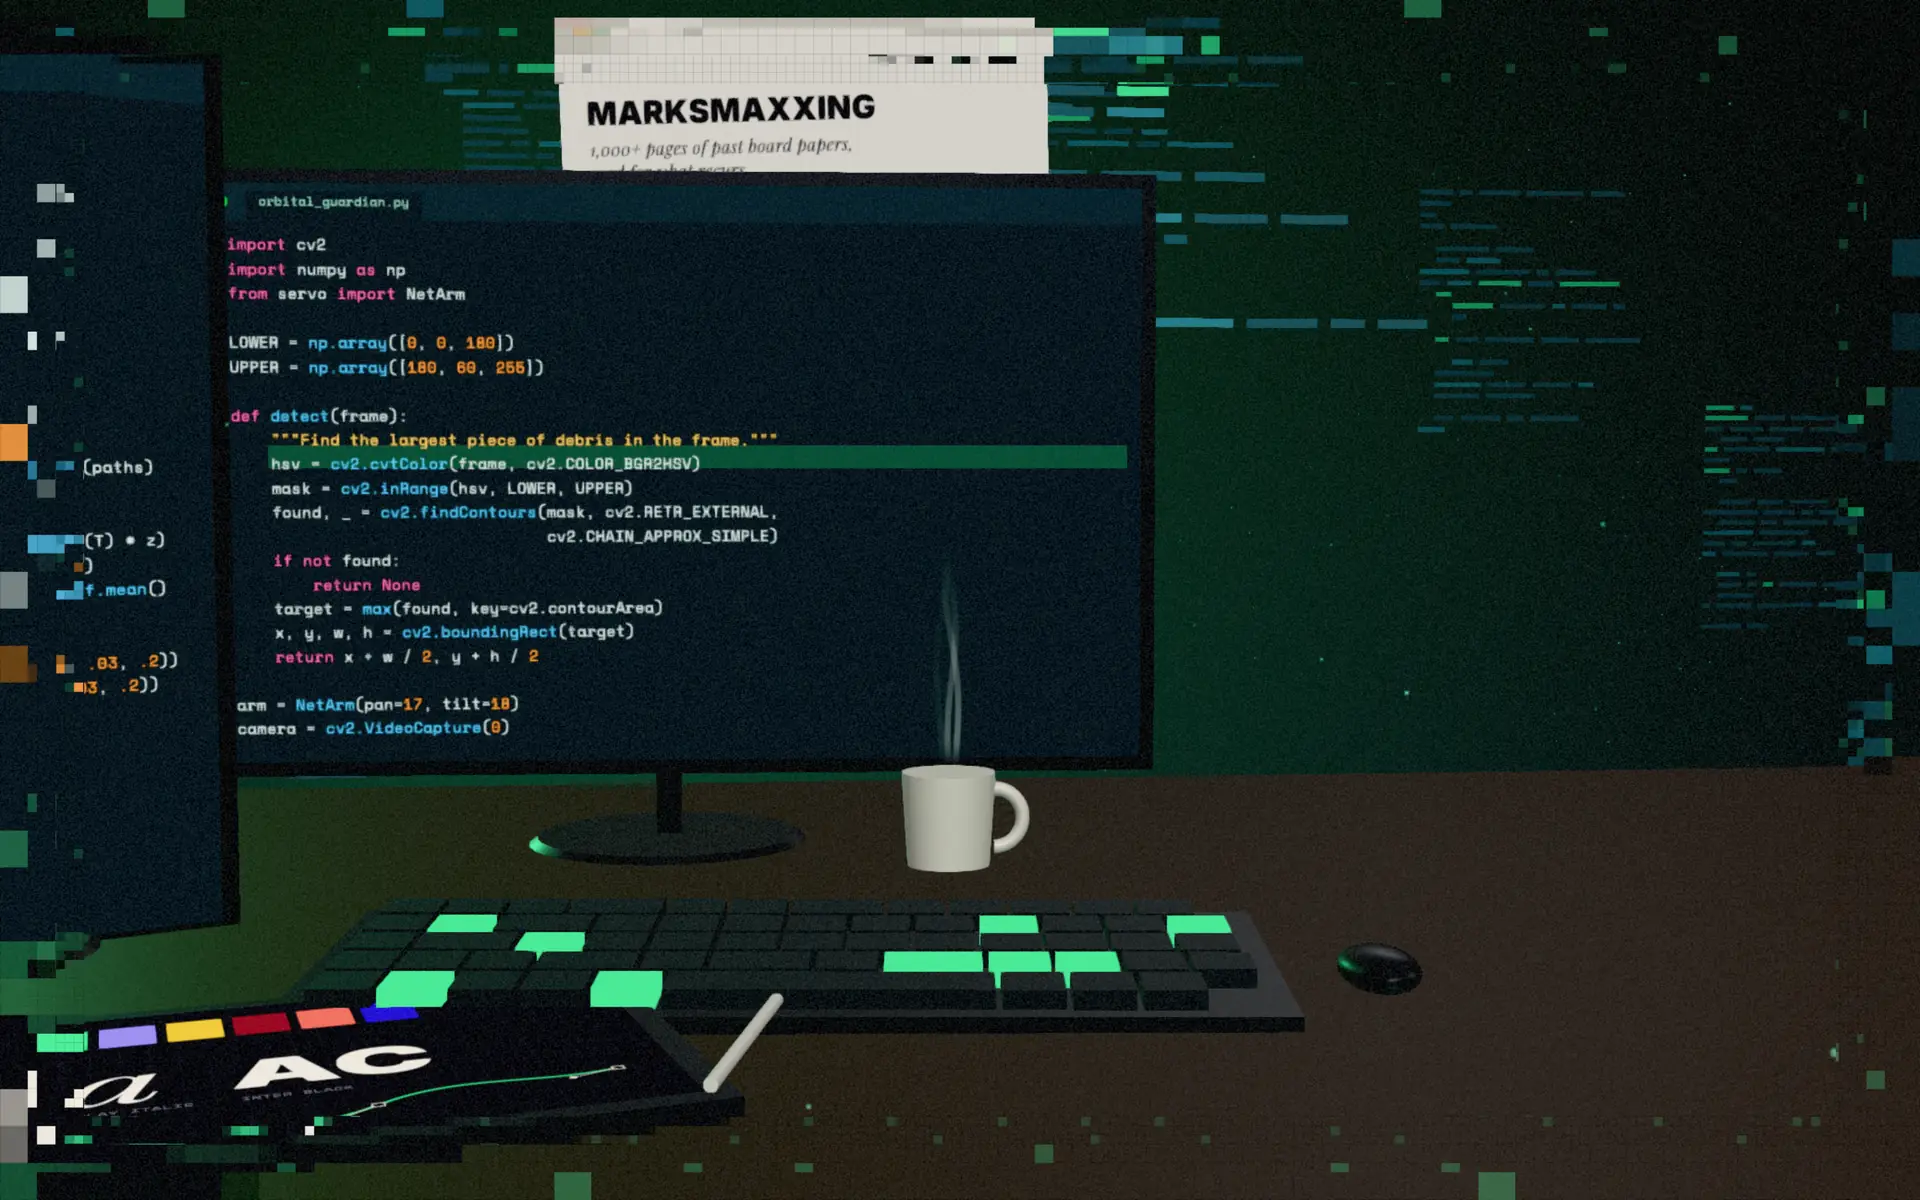 MARKSMAXXING
1,000+ pages of past board papers,
orbital_guardian.py
import cv2
import numpy as np
from servo import NetArm
LOWER = np.array([0, 0, 180])
UPPER = np.array([180, 60, 255])
def detect(frame):
"""Find the largest piece of debris in the frame."""
hsv = cv2.cvtColor(frame, cv2.COLOR_BGR2HSV)
mask = cv2.inRange(hsv, LOWER, UPPER)
found, _ = cv2.findContours(mask, cv2.RETR_EXTERNAL,
cv2.CHAIN_APPROX_SIMPLE)
if not found:
return None
target = max(found, key=cv2.contourArea)
x, y, w, h = cv2.boundingRect(target)
return x + w / 2, y + h / 2
arm = NetArm(pan=17, tilt=18)
camera = cv2.VideoCapture(0)
(paths)
(T) * z)
)
f.mean()
.03, .2))
03, .2))
a
AC
ITALIC
INTER BLACK